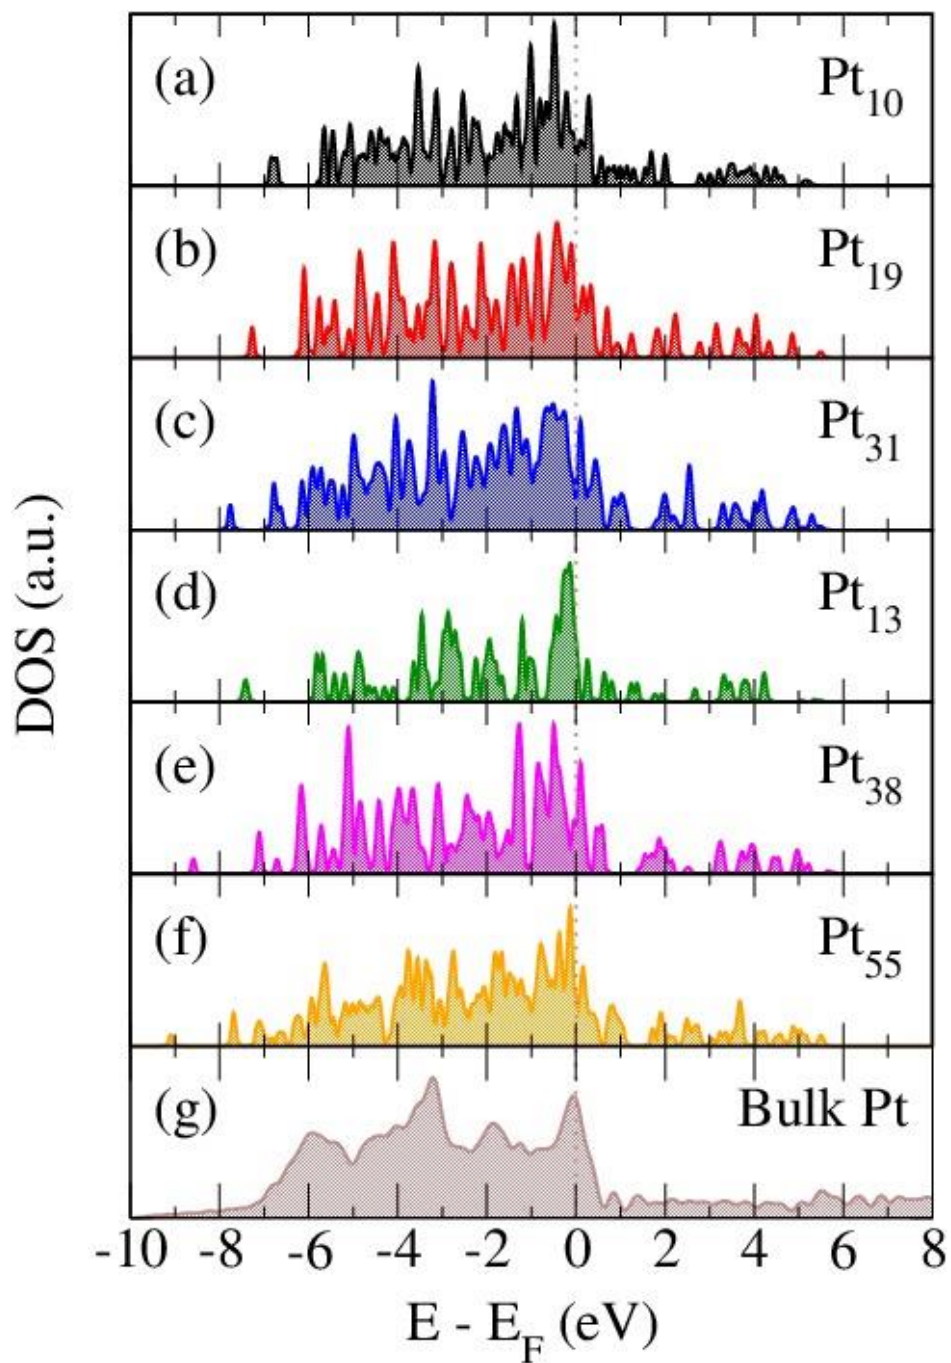 (a) Pt10
(b) Pt19
(c) Pt31
(d) Pt13
(e) Pt38
(f) Pt55
(g) Bulk Pt
DOS (a.u.)
-10 -8 -6 -4 -2 0 2 4 6 8
E - EF (eV)